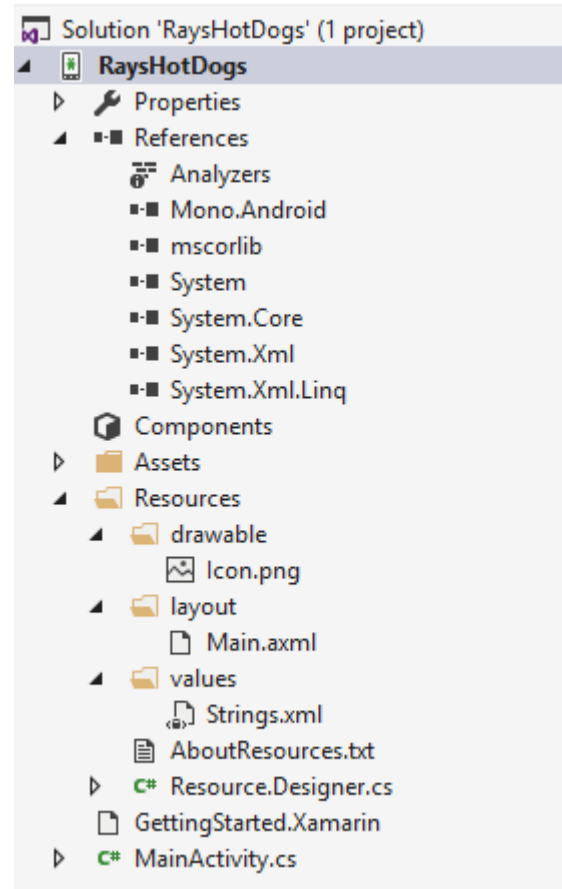 Solution 'RaysHotDogs' (1 project)
RaysHotDogs
Properties
References
Analyzers
Mono.Android
mscorlib
System
System.Core
System.Xml
System.Xml.Linq
Components
Assets
Resources
drawable
Icon.png
layout
Main.axml
values
Strings.xml
AboutResources.txt
C# Resource.Designer.cs
GettingStarted.Xamarin
C# MainActivity.cs